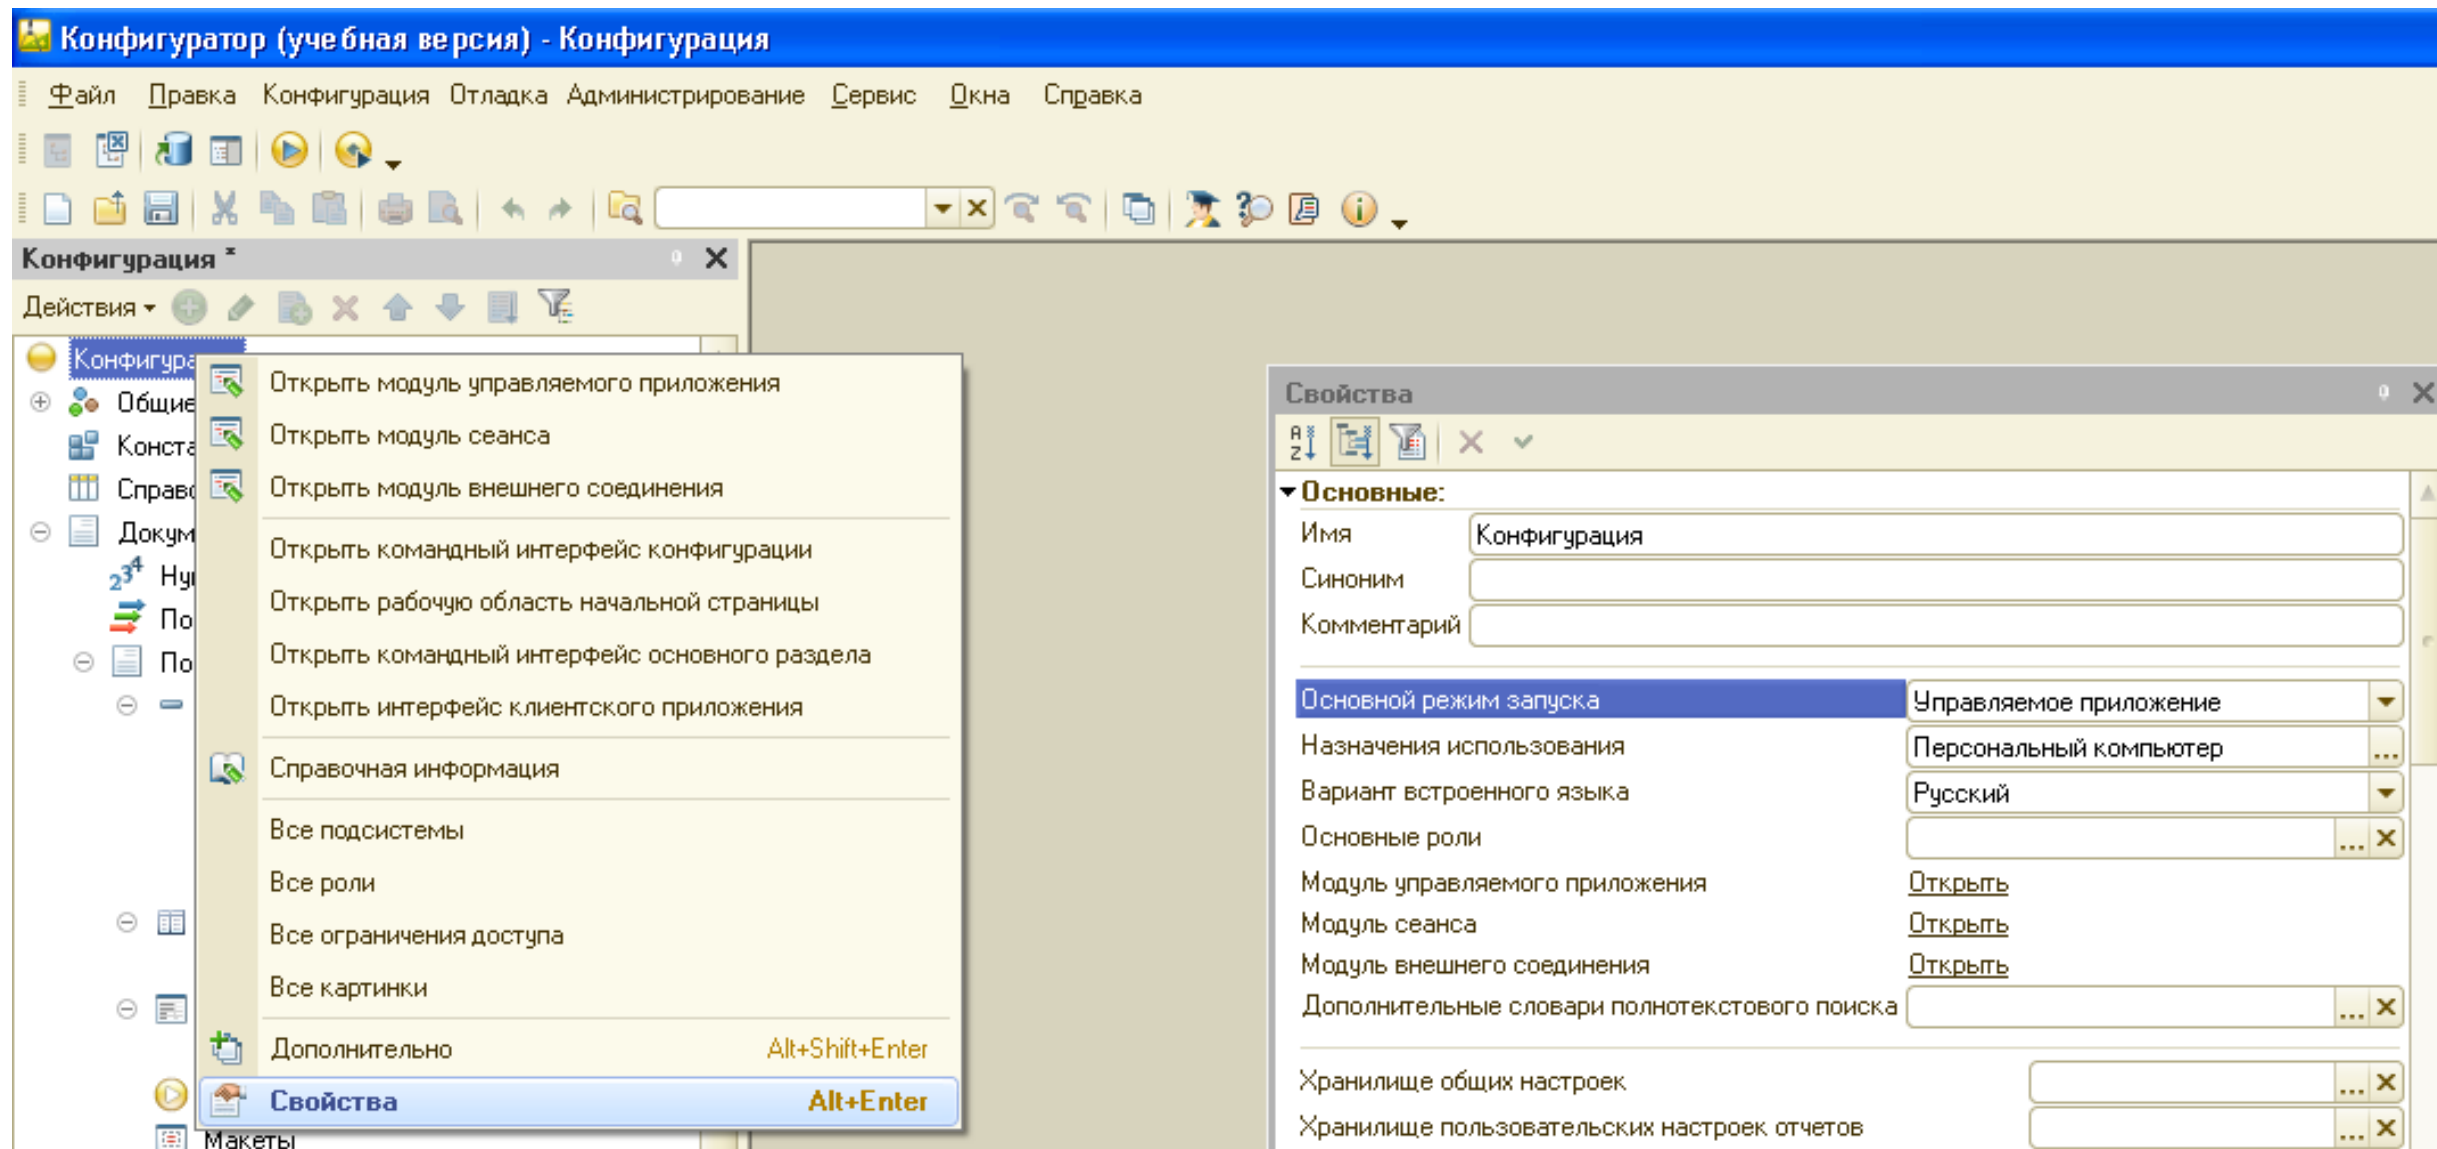 Конфигуратор (учебная версия) - Конфигурация
Файл Правка Конфигурация Отладка Администрирование Сервис Окна Справка
Конфигурация *
Действия
Конфигура
Общие
Конста
Справо
Докум
Ну
По
По
Макеты
Открыть модуль управляемого приложения
Открыть модуль сеанса
Открыть модуль внешнего соединения
Открыть командный интерфейс конфигурации
Открыть рабочую область начальной страницы
Открыть командный интерфейс основного раздела
Открыть интерфейс клиентского приложения
Справочная информация
Все подсистемы
Все роли
Все ограничения доступа
Все картинки
Дополнительно Alt+Shift+Enter
Свойства Alt+Enter
Свойства
Основные:
Имя Конфигурация
Синоним
Комментарий
Основной режим запуска Управляемое приложение
Назначения использования Персональный компьютер ...
Вариант встроенного языка Русский
Основные роли ...
Модуль управляемого приложения Открыть
Модуль сеанса Открыть
Модуль внешнего соединения Открыть
Дополнительные словари полнотекстового поиска ...
Хранилище общих настроек ...
Хранилище пользовательских настроек отчетов ...